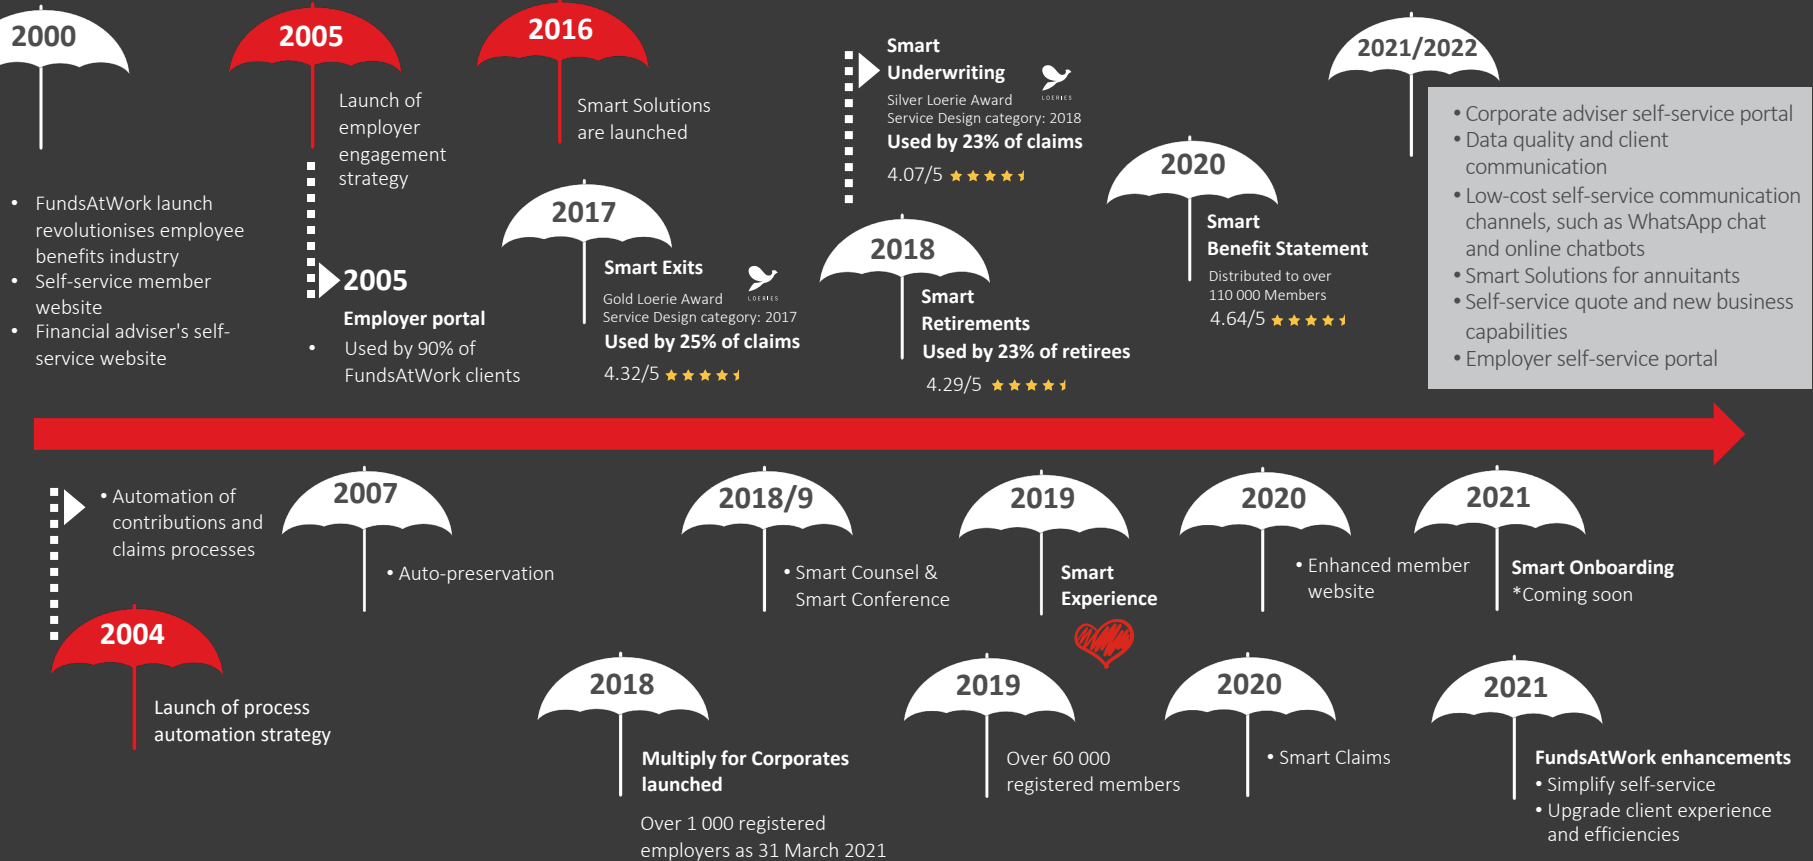 2000
• FundsAtWork launch
revolutionises employee
benefits industry
• Self-service member
website
• Financial adviser's self-
service website
2005
Launch of
employer
engagement
strategy
2005
Employer portal
• Used by 90% of
FundsAtWork clients
2016
Smart Solutions
are launched
2017
Smart Exits
LOERIES
Gold Loerie Award
Service Design category: 2017
Used by 25% of claims
4.32/5
Smart
Underwriting
LOERIES
Silver Loerie Award
Service Design category: 2018
Used by 23% of claims
4.07/5
2018
Smart
Retirements
Used by 23% of retirees
4.29/5
2020
Smart
Benefit Statement
Distributed to over
110 000 Members
4.64/5
2021/2022
• Corporate adviser self-service portal
• Data quality and client
communication
• Low-cost self-service communication
channels, such as WhatsApp chat
and online chatbots
• Smart Solutions for annuitants
• Self-service quote and new business
capabilities
• Employer self-service portal
• Automation of
contributions and
claims processes
2004
Launch of process
automation strategy
2007
• Auto-preservation
2018
Multiply for Corporates
launched
Over 1 000 registered
employers as 31 March 2021
2018/9
• Smart Counsel &
Smart Conference
2019
Smart
Experience
2019
Over 60 000
registered members
2020
• Enhanced member
website
2020
• Smart Claims
2021
Smart Onboarding
*Coming soon
2021
FundsAtWork enhancements
• Simplify self-service
• Upgrade client experience
and efficiencies